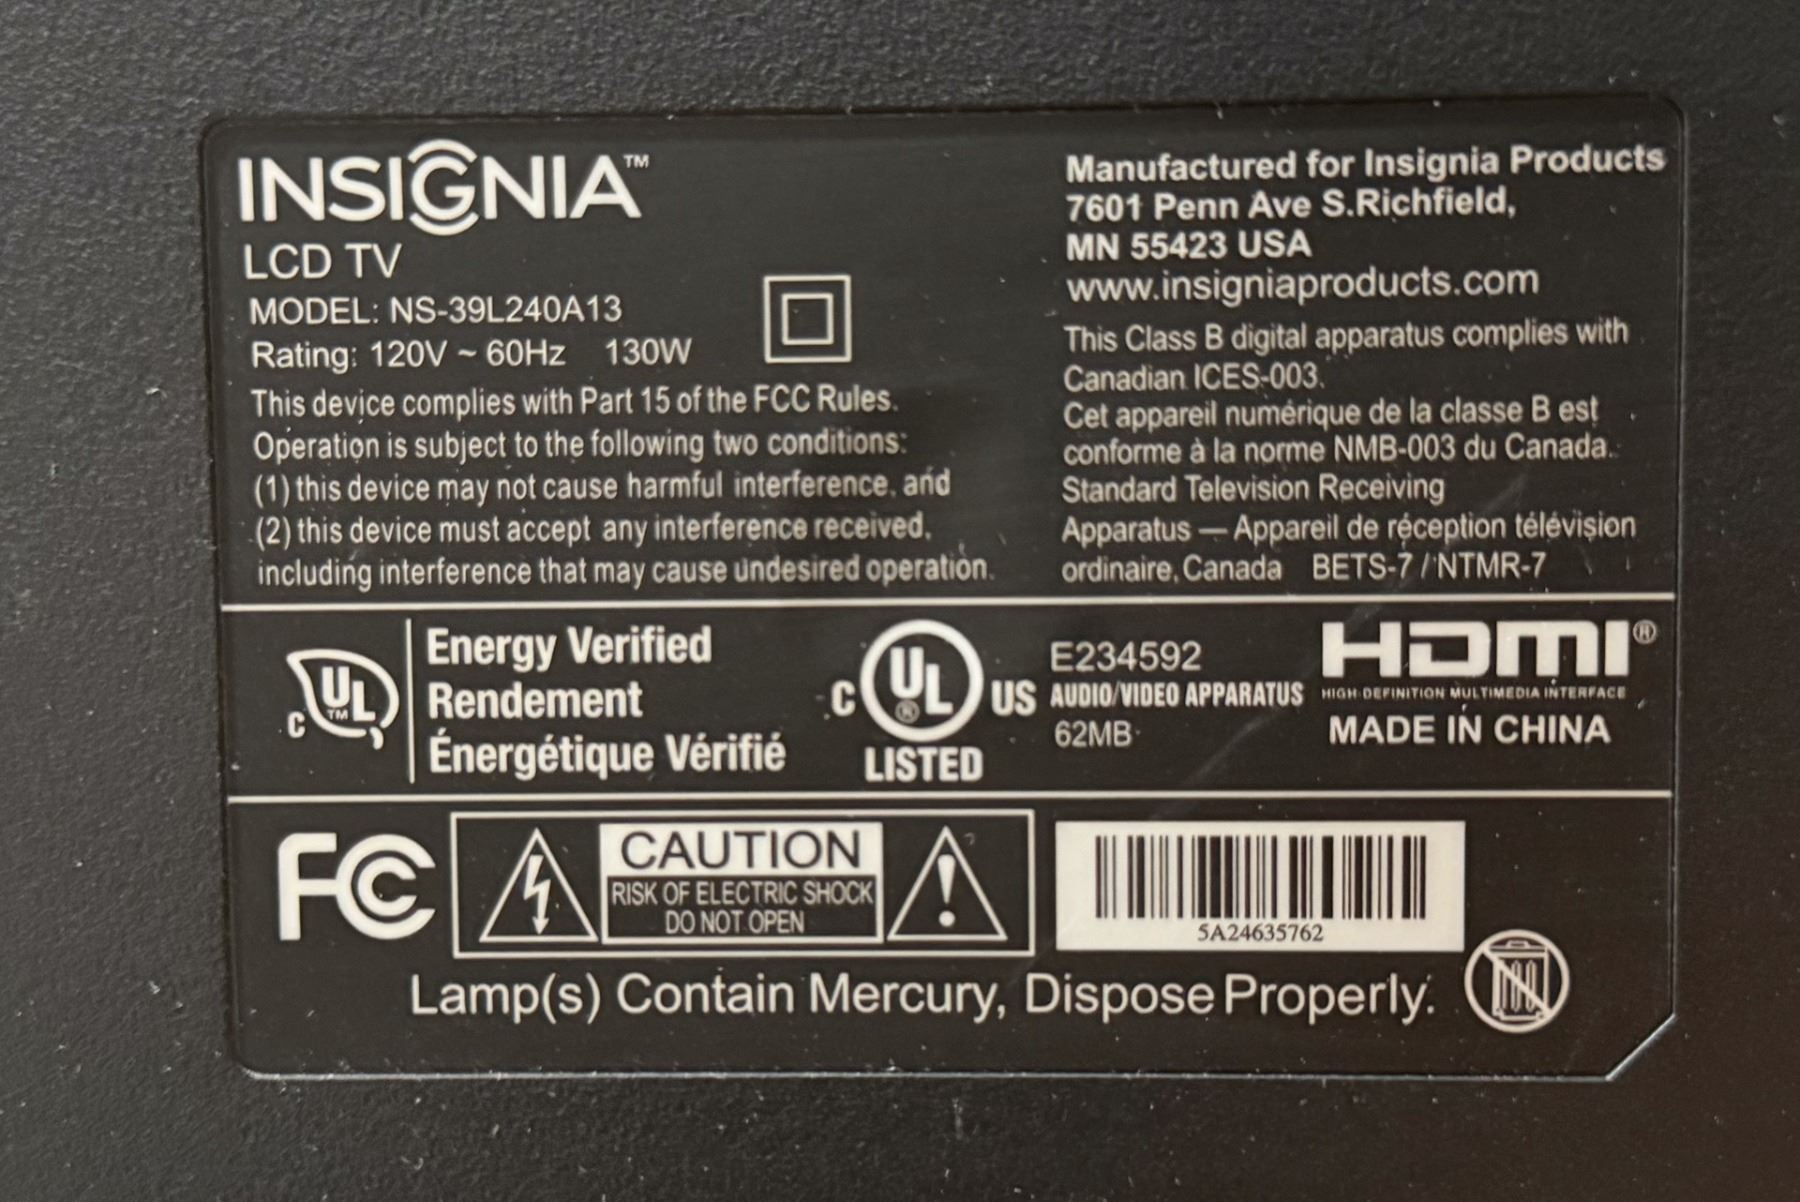 INSIGNIA™
LCD TV
MODEL: NS-39L240A13
Rating: 120V ~ 60Hz 130W
This device complies with Part 15 of the FCC Rules.
Operation is subject to the following two conditions:
(1) this device may not cause harmful interference, and
(2) this device must accept any interference received,
including interference that may cause undesired operation.
Manufactured for Insignia Products
7601 Penn Ave S.Richfield,
MN 55423 USA
www.insigniaproducts.com
This Class B digital apparatus complies with
Canadian ICES-003.
Cet appareil numérique de la classe B est
conforme à la norme NMB-003 du Canada.
Standard Television Receiving
Apparatus — Appareil de réception télévision
ordinaire, Canada BETS-7 / NTMR-7
C UL™
Energy Verified
Rendement
Énergétique Vérifié
C UL® US
LISTED
E234592
AUDIO/VIDEO APPARATUS
62MB
HDMI®
HIGH-DEFINITION MULTIMEDIA INTERFACE
MADE IN CHINA
FC
CAUTION
RISK OF ELECTRIC SHOCK
DO NOT OPEN
!
5A24635762
Lamp(s) Contain Mercury, Dispose Properly.